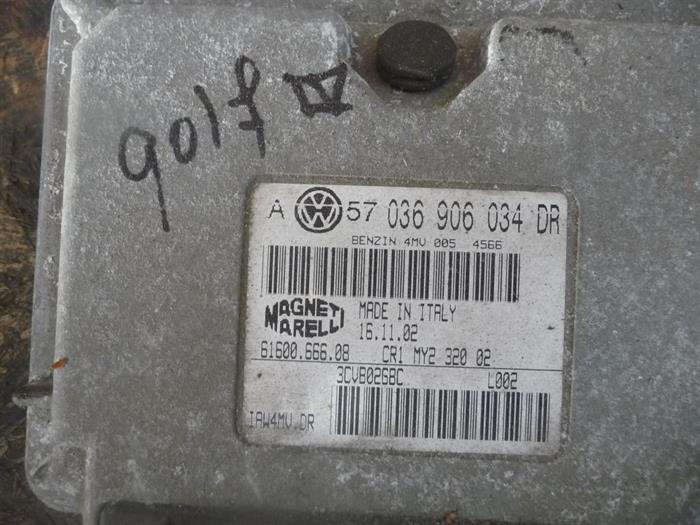 golf IV
A VW 57 036 906 034 DR
BENZIN 4MV 005 4566
MAGNETI MARELLI
MADE IN ITALY
16.11.02
61600.666.08 CR1 MY2 320 02
3CVB026BC L002
IAW4MV.DR